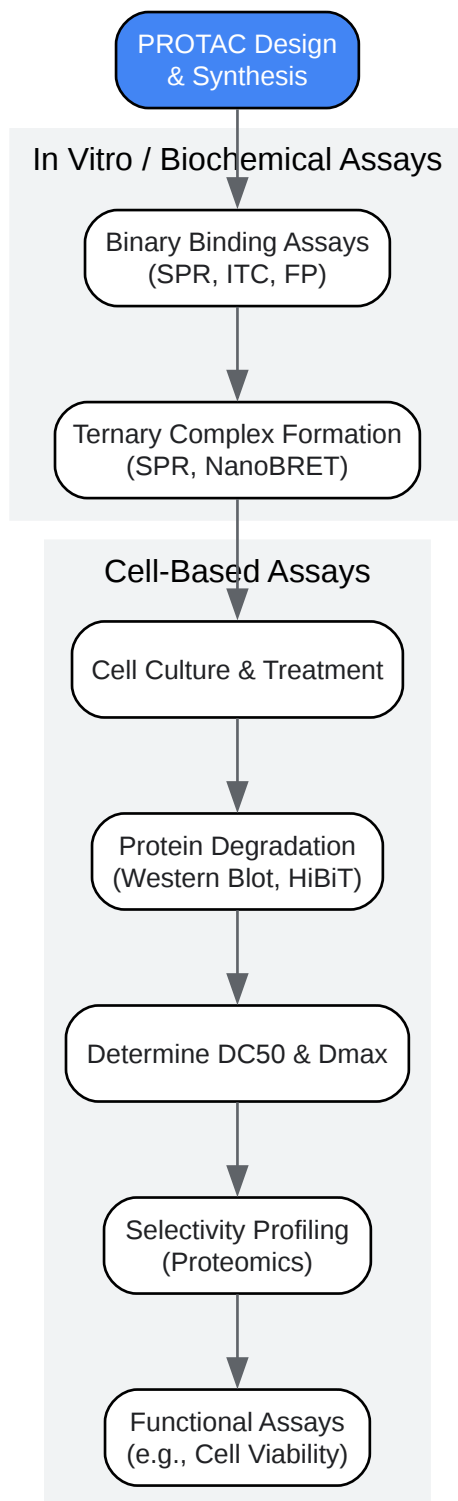 PROTAC Design
& Synthesis
In Vitro / Biochemical Assays
Binary Binding Assays
(SPR, ITC, FP)
Ternary Complex Formation
(SPR, NanoBRET)
Cell-Based Assays
Cell Culture & Treatment
Protein Degradation
(Western Blot, HiBiT)
Determine DC50 & Dmax
Selectivity Profiling
(Proteomics)
Functional Assays
(e.g., Cell Viability)